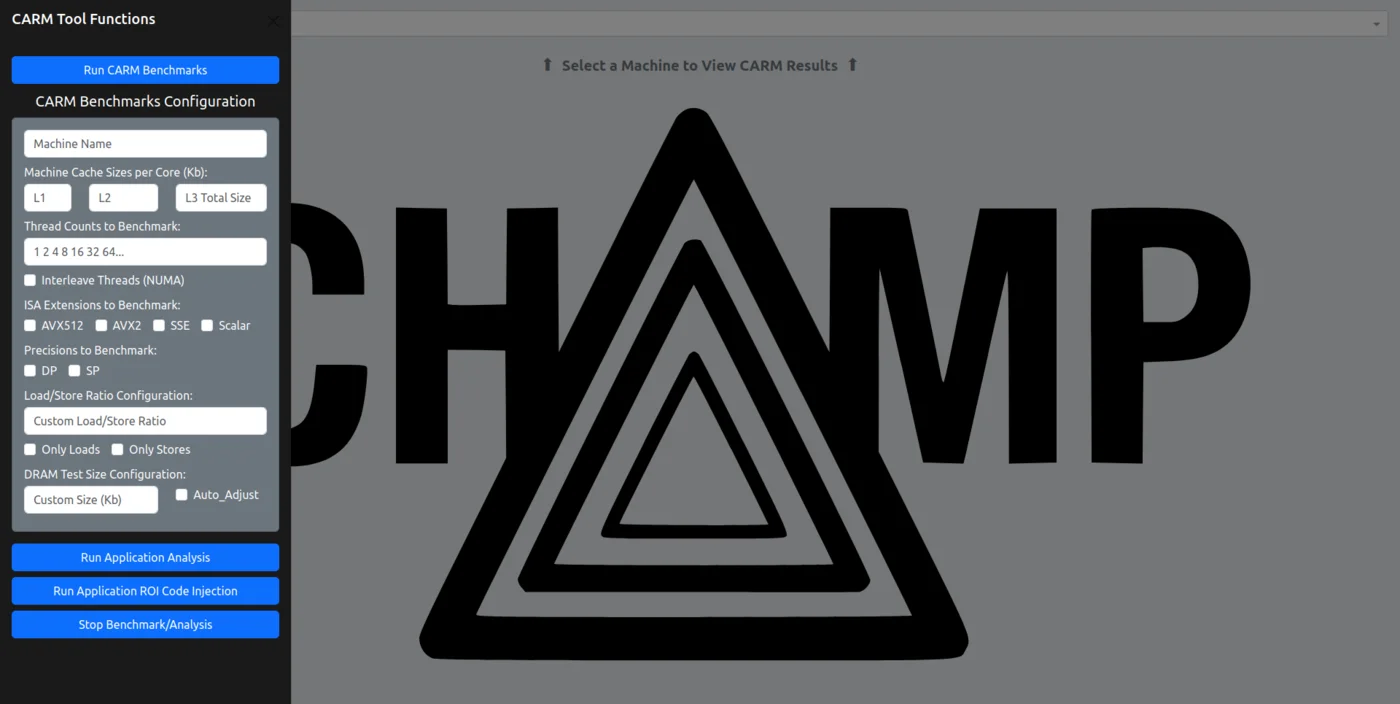 CARM Tool Functions
Run CARM Benchmarks
CARM Benchmarks Configuration
Machine Name
Machine Cache Sizes per Core (Kb):
L1 L2 L3 Total Size
Thread Counts to Benchmark:
1 2 4 8 16 32 64...
Interleave Threads (NUMA)
ISA Extensions to Benchmark:
AVX512 AVX2 SSE Scalar
Precisions to Benchmark:
DP SP
Load/Store Ratio Configuration:
Custom Load/Store Ratio
Only Loads Only Stores
DRAM Test Size Configuration:
Custom Size (Kb) Auto_Adjust
Run Application Analysis
Run Application ROI Code Injection
Stop Benchmark/Analysis
⬆ Select a Machine to View CARM Results ⬆
CHAMP